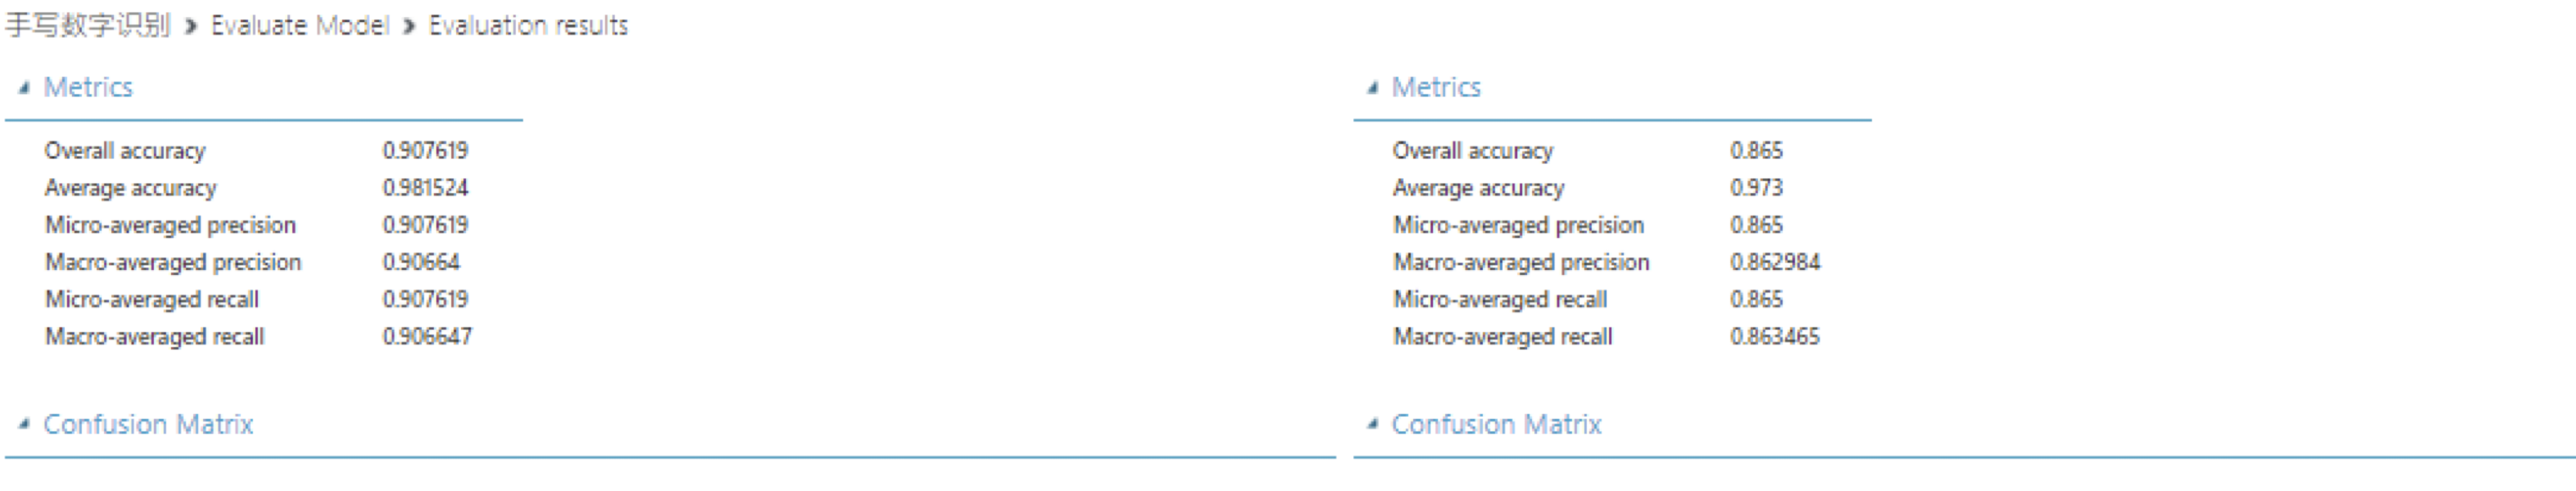 手写数字识别 > Evaluate Model > Evaluation results
Metrics
Overall accuracy 0.907619
Average accuracy 0.981524
Micro-averaged precision 0.907619
Macro-averaged precision 0.90664
Micro-averaged recall 0.907619
Macro-averaged recall 0.906647
Confusion Matrix
Metrics
Overall accuracy 0.865
Average accuracy 0.973
Micro-averaged precision 0.865
Macro-averaged precision 0.862984
Micro-averaged recall 0.865
Macro-averaged recall 0.863465
Confusion Matrix